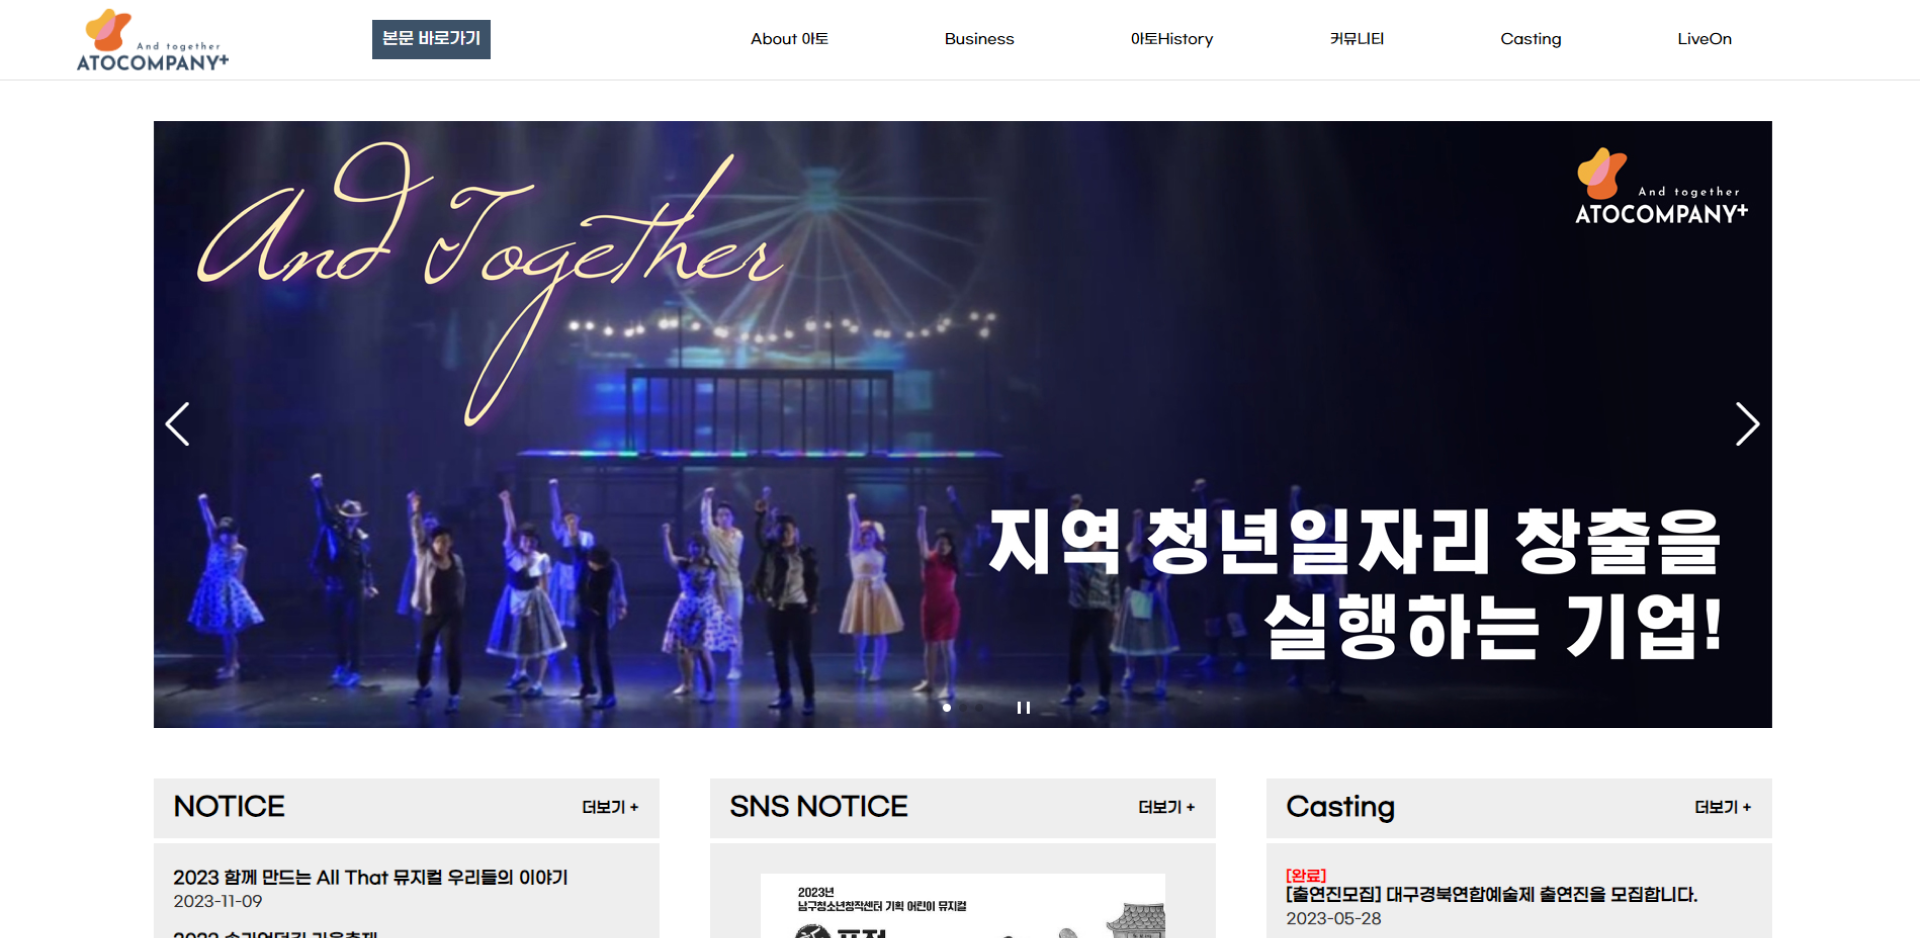 And together
ATOCOMPANY+
본문 바로가기
About 아토
Business
아토History
커뮤니티
Casting
LiveOn
And Together
And together
ATOCOMPANY+
지역 청년일자리 창출을
실행하는 기업!
NOTICE
더보기 +
2023 함께 만드는 All That 뮤지컬 우리들의 이야기
2023-11-09
SNS NOTICE
더보기 +
2023년
남구청소년창작센터 기획 어린이 뮤지컬
Casting
더보기 +
[완료]
[출연진모집] 대구경북연합예술제 출연진을 모집합니다.
2023-05-28